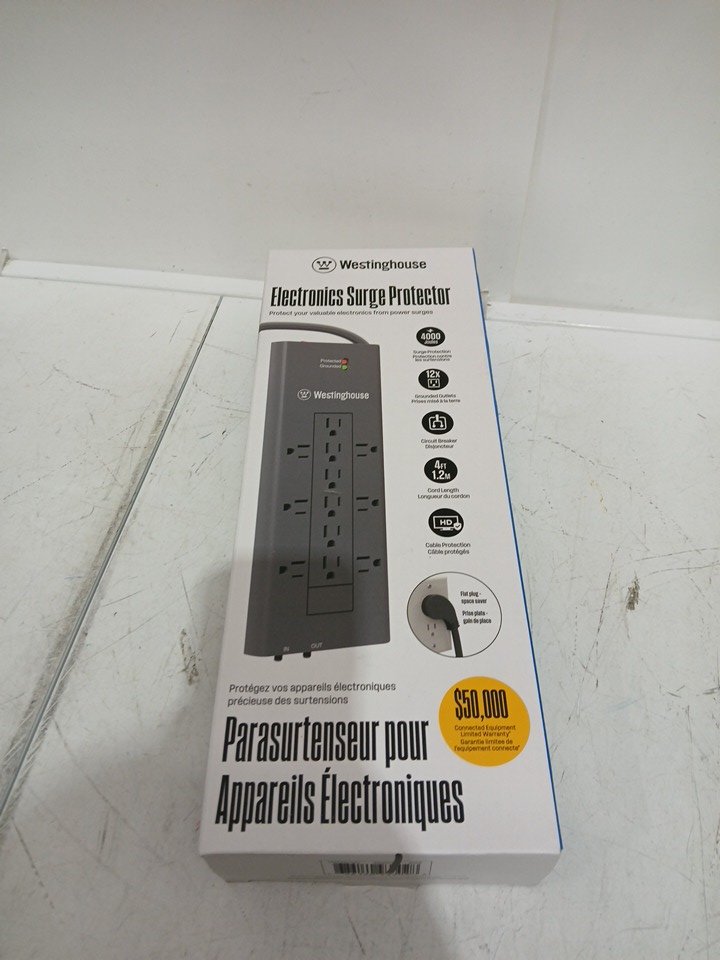 Westinghouse
Electronics Surge Protector
Protect your valuable electronics from power surges
Protected
Grounded
Westinghouse
IN OUT
+
4000
Joules
Surge Protection
Protection contre
les surtensions
12x
Grounded Outlets
Prises mise à la terre
Circuit Breaker
Disjoncteur
4FT
1.2M
Cord Length
Longueur du cordon
HD
Cable Protection
Câble protégés
Flat plug -
space saver
Prise plate -
gain de place
Protégez vos appareils électroniques
précieuse des surtensions
Parasurtenseur pour
Appareils Électroniques
$50,000
Connected Equipment
Limited Warranty*
Garantie limitée de
l'équipement connecté*